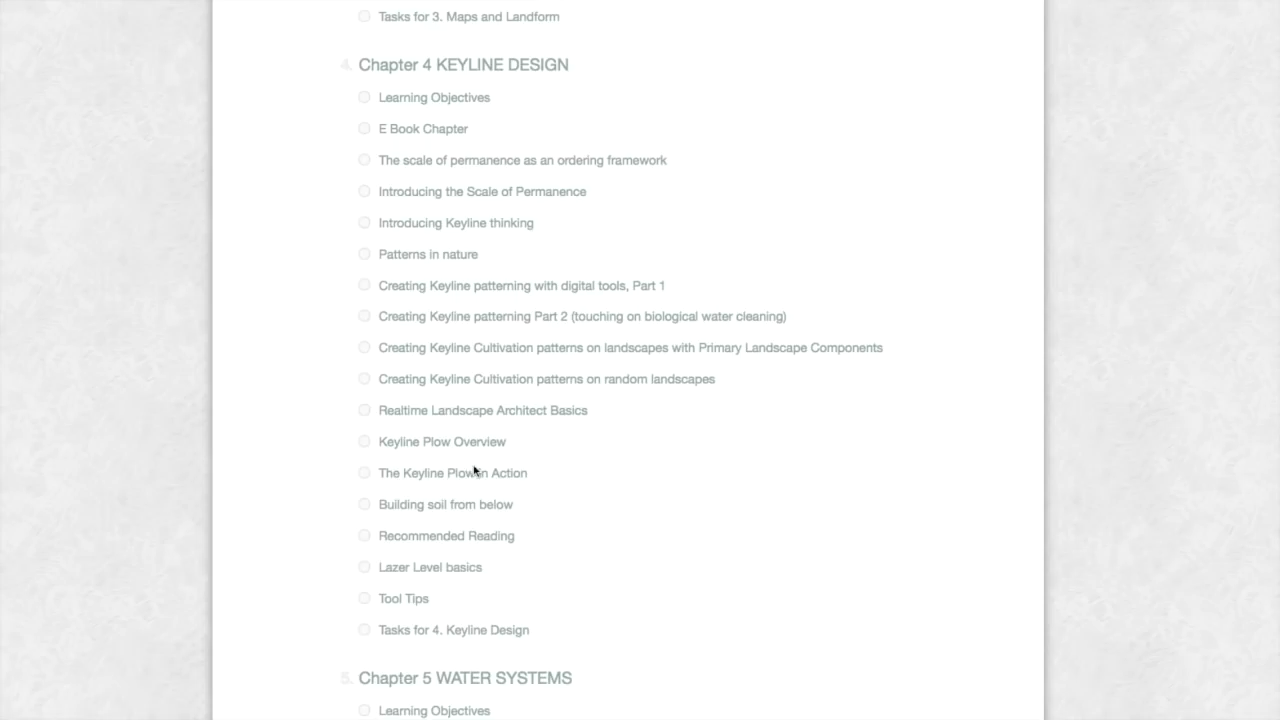 Tasks for 3. Maps and Landform
4. Chapter 4 KEYLINE DESIGN
Learning Objectives
E Book Chapter
The scale of permanence as an ordering framework
Introducing the Scale of Permanence
Introducing Keyline thinking
Patterns in nature
Creating Keyline patterning with digital tools, Part 1
Creating Keyline patterning Part 2 (touching on biological water cleaning)
Creating Keyline Cultivation patterns on landscapes with Primary Landscape Components
Creating Keyline Cultivation patterns on random landscapes
Realtime Landscape Architect Basics
Keyline Plow Overview
The Keyline Plow in Action
Building soil from below
Recommended Reading
Lazer Level basics
Tool Tips
Tasks for 4. Keyline Design
5. Chapter 5 WATER SYSTEMS
Learning Objectives